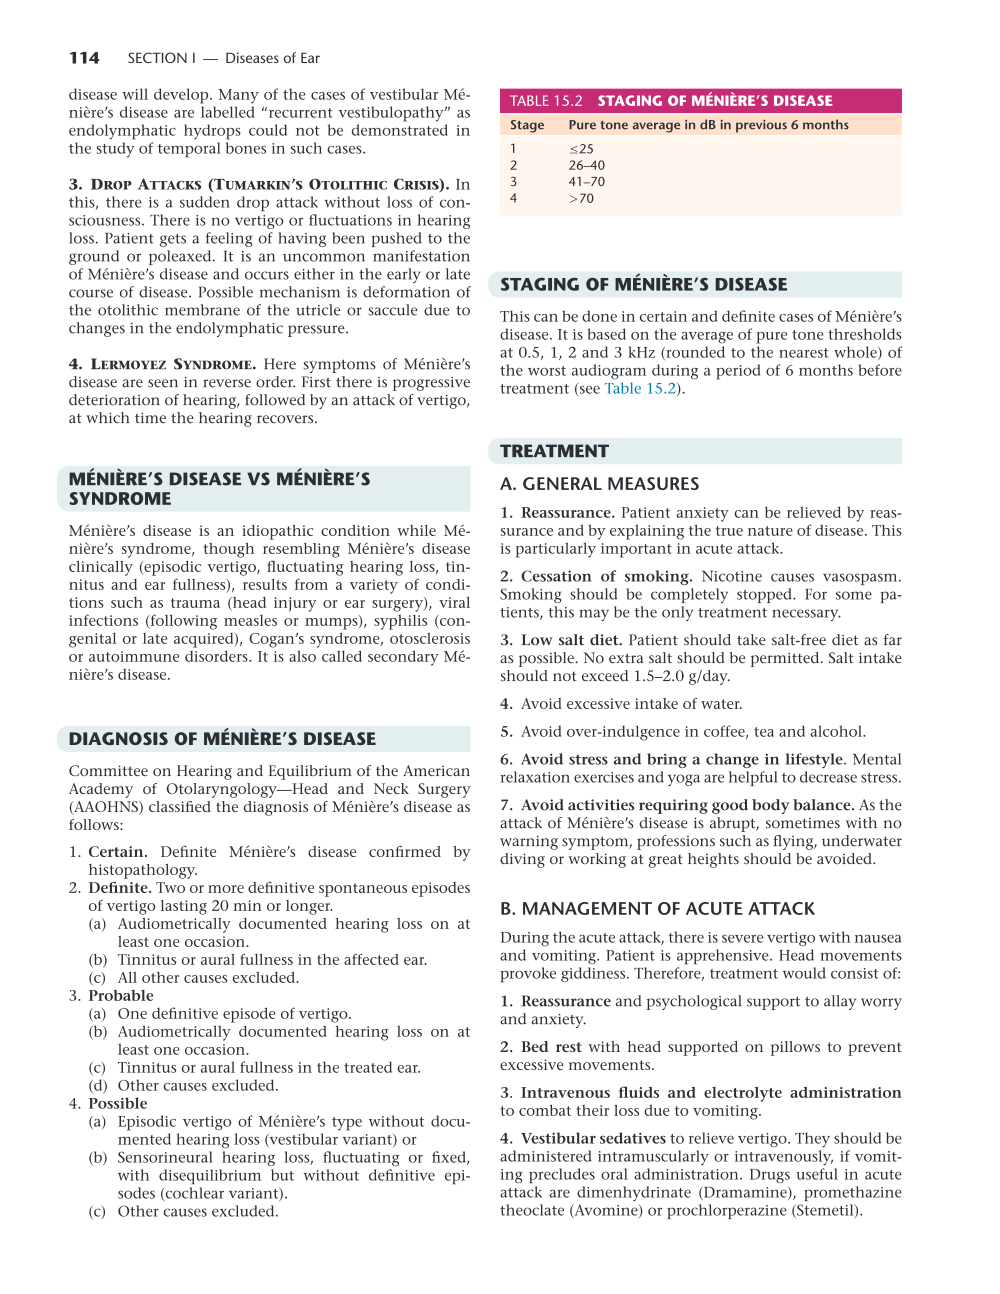 114 SECTION I — Diseases of Ear
disease will develop. Many of the cases of vestibular Mé-
nière’s disease are labelled “recurrent vestibulopathy” as
endolymphatic hydrops could not be demonstrated in
the study of temporal bones in such cases.
3. Drop Attacks (Tumarkin’s Otolithic Crisis). In
this, there is a sudden drop attack without loss of con-
sciousness. There is no vertigo or fluctuations in hearing
loss. Patient gets a feeling of having been pushed to the
ground or poleaxed. It is an uncommon manifestation
of Ménière’s disease and occurs either in the early or late
course of disease. Possible mechanism is deformation of
the otolithic membrane of the utricle or saccule due to
changes in the endolymphatic pressure.
4. Lermoyez Syndrome. Here symptoms of Ménière’s
disease are seen in reverse order. First there is progressive
deterioration of hearing, followed by an attack of vertigo,
at which time the hearing recovers.
MÉNIÈRE’S DISEASE VS MÉNIÈRE’S
SYNDROME
Ménière’s disease is an idiopathic condition while Mé-
nière’s syndrome, though resembling Ménière’s disease
clinically (episodic vertigo, fluctuating hearing loss, tin-
nitus and ear fullness), results from a variety of condi-
tions such as trauma (head injury or ear surgery), viral
infections (following measles or mumps), syphilis (con-
genital or late acquired), Cogan’s syndrome, otosclerosis
or autoimmune disorders. It is also called secondary Mé-
nière’s disease.
DIAGNOSIS OF MÉNIÈRE’S DISEASE
Committee on Hearing and Equilibrium of the American
Academy of Otolaryngology—Head and Neck Surgery
(AAOHNS) classified the diagnosis of Ménière’s disease as
follows:
1. Certain. Definite Ménière’s disease confirmed by
histopathology.
2. Definite. Two or more definitive spontaneous episodes
of vertigo lasting 20 min or longer.
(a) Audiometrically documented hearing loss on at
least one occasion.
(b) Tinnitus or aural fullness in the affected ear.
(c) All other causes excluded.
3. Probable
(a) One definitive episode of vertigo.
(b) Audiometrically documented hearing loss on at
least one occasion.
(c) Tinnitus or aural fullness in the treated ear.
(d) Other causes excluded.
4. Possible
(a) Episodic vertigo of Ménière’s type without docu-
mented hearing loss (vestibular variant) or
(b) Sensorineural hearing loss, fluctuating or fixed,
with disequilibrium but without definitive epi-
sodes (cochlear variant).
(c) Other causes excluded.
TABLE 15.2 STAGING OF MÉNIÈRE’S DISEASE
Stage Pure tone average in dB in previous 6 months
1 ≤25
2 26–40
3 41–70
4 >70
STAGING OF MÉNIÈRE’S DISEASE
This can be done in certain and definite cases of Ménière’s
disease. It is based on the average of pure tone thresholds
at 0.5, 1, 2 and 3 kHz (rounded to the nearest whole) of
the worst audiogram during a period of 6 months before
treatment (see Table 15.2).
TREATMENT
A. GENERAL MEASURES
1. Reassurance. Patient anxiety can be relieved by reas-
surance and by explaining the true nature of disease. This
is particularly important in acute attack.
2. Cessation of smoking. Nicotine causes vasospasm.
Smoking should be completely stopped. For some pa-
tients, this may be the only treatment necessary.
3. Low salt diet. Patient should take salt-free diet as far
as possible. No extra salt should be permitted. Salt intake
should not exceed 1.5–2.0 g/day.
4. Avoid excessive intake of water.
5. Avoid over-indulgence in coffee, tea and alcohol.
6. Avoid stress and bring a change in lifestyle. Mental
relaxation exercises and yoga are helpful to decrease stress.
7. Avoid activities requiring good body balance. As the
attack of Ménière’s disease is abrupt, sometimes with no
warning symptom, professions such as flying, underwater
diving or working at great heights should be avoided.
B. MANAGEMENT OF ACUTE ATTACK
During the acute attack, there is severe vertigo with nausea
and vomiting. Patient is apprehensive. Head movements
provoke giddiness. Therefore, treatment would consist of:
1. Reassurance and psychological support to allay worry
and anxiety.
2. Bed rest with head supported on pillows to prevent
excessive movements.
3. Intravenous fluids and electrolyte administration
to combat their loss due to vomiting.
4. Vestibular sedatives to relieve vertigo. They should be
administered intramuscularly or intravenously, if vomit-
ing precludes oral administration. Drugs useful in acute
attack are dimenhydrinate (Dramamine), promethazine
theoclate (Avomine) or prochlorperazine (Stemetil).